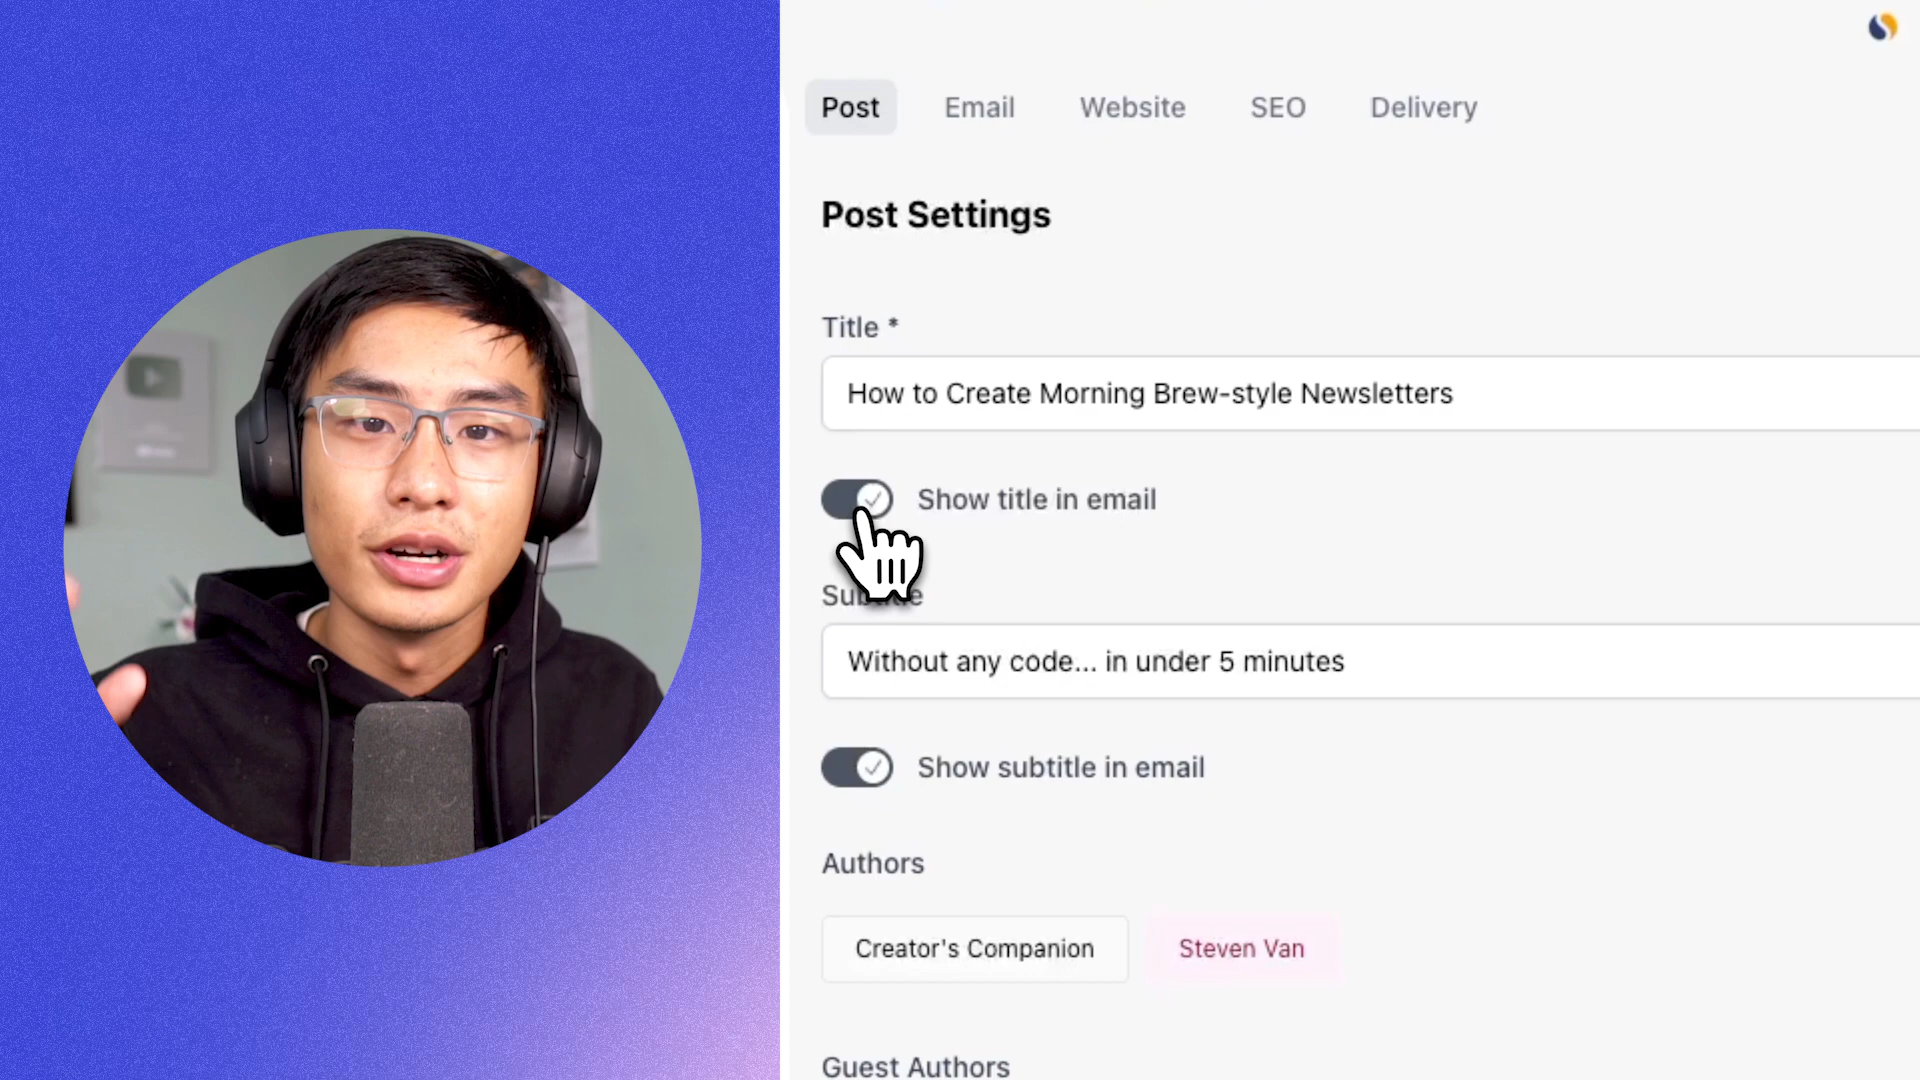 Post Email Website SEO Delivery
Post Settings
Title *
How to Create Morning Brew-style Newsletters
Show title in email
Subtitle
Without any code... in under 5 minutes
Show subtitle in email
Authors
Creator's Companion Steven Van
Guest Authors